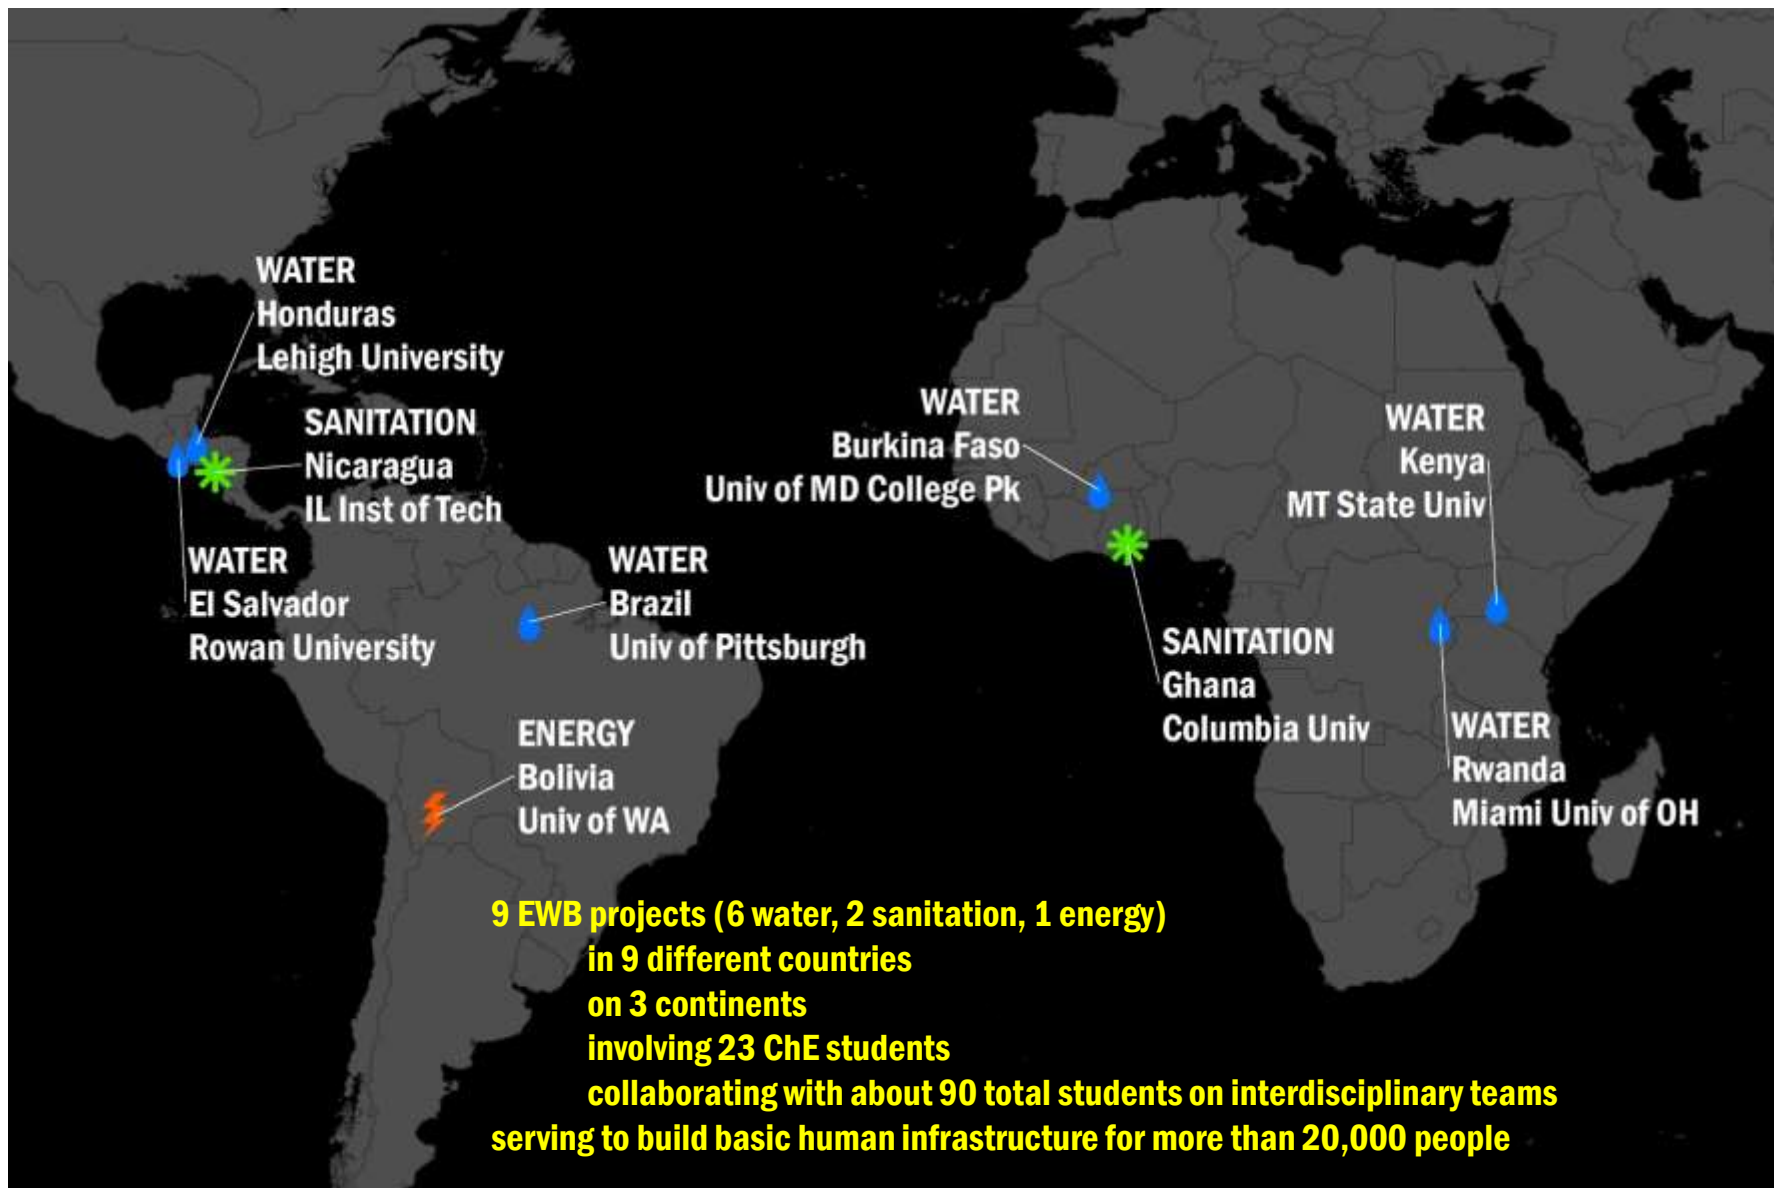 WATER
Honduras
Lehigh University
SANITATION
Nicaragua
IL Inst of Tech
WATER
El Salvador
Rowan University
WATER
Brazil
Univ of Pittsburgh
ENERGY
Bolivia
Univ of WA
WATER
Burkina Faso
Univ of MD College Pk
WATER
Kenya
MT State Univ
SANITATION
Ghana
Columbia Univ
WATER
Rwanda
Miami Univ of OH
9 EWB projects (6 water, 2 sanitation, 1 energy)
in 9 different countries
on 3 continents
involving 23 ChE students
collaborating with about 90 total students on interdisciplinary teams
serving to build basic human infrastructure for more than 20,000 people